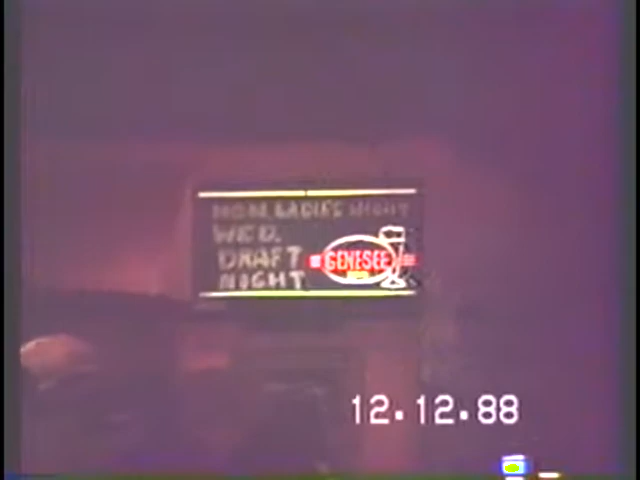 MON. LADIES NIGHT
WED.
DRAFT
NIGHT
GENESEE
12.12.88